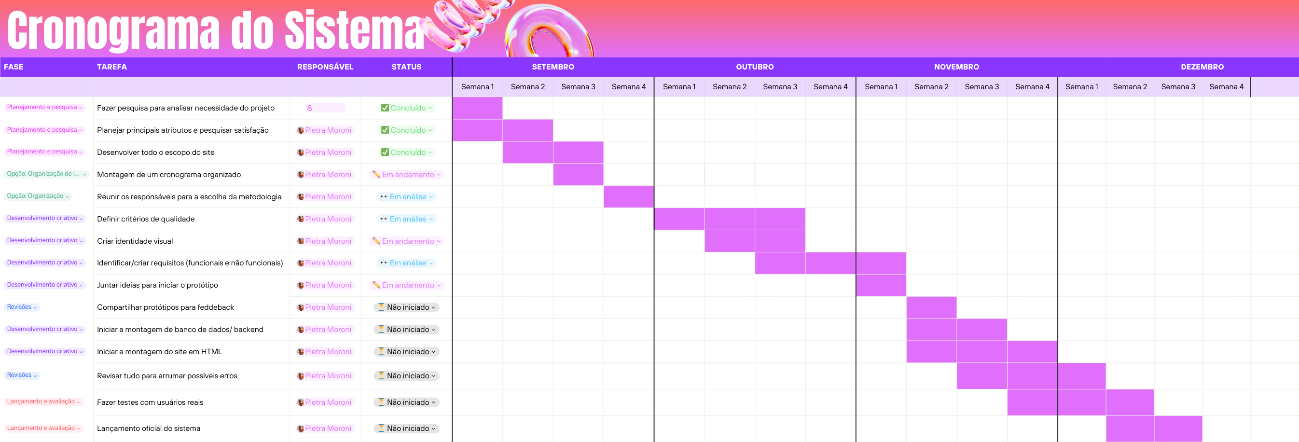 Cronograma do Sistema
FASE TAREFA RESPONSÁVEL STATUS SETEMBRO OUTUBRO NOVEMBRO DEZEMBRO
Semana 1 Semana 2 Semana 3 Semana 4 Semana 1 Semana 2 Semana 3 Semana 4 Semana 1 Semana 2 Semana 3 Semana 4 Semana 1 Semana 2 Semana 3 Semana 4
Planejamento e pesquisa Fazer pesquisa para analisar necessidade do projeto ✅ Concluído
Planejamento e pesquisa Planejar principais atributos e pesquisar satisfação Pietra Moroni ✅ Concluído
Planejamento e pesquisa Desenvolver todo o escopo do site Pietra Moroni ✅ Concluído
Opção: Organização de i... Montagem de um cronograma organizado Pietra Moroni ✏️ Em andamento
Opção: Organização Reunir os responsáveis para a escolha da metodologia Pietra Moroni 👀 Em análise
Desenvolvimento criativo Definir critérios de qualidade Pietra Moroni 👀 Em análise
Desenvolvimento criativo Criar identidade visual Pietra Moroni ✏️ Em andamento
Desenvolvimento criativo Identificar/criar requisitos (funcionais e não funcionais) Pietra Moroni 👀 Em análise
Desenvolvimento criativo Juntar ideias para iniciar o protótipo Pietra Moroni ✏️ Em andamento
Revisões Compartilhar protótipos para feddeback Pietra Moroni ⏳ Não iniciado
Desenvolvimento criativo Iniciar a montagem de banco de dados/ backend Pietra Moroni ⏳ Não iniciado
Desenvolvimento criativo Iniciar a montagem do site em HTML Pietra Moroni ⏳ Não iniciado
Revisões Revisar tudo para arrumar possíveis erros Pietra Moroni ⏳ Não iniciado
Lançamento e avaliação Fazer testes com usuários reais Pietra Moroni ⏳ Não iniciado
Lançamento e avaliação Lançamento oficial do sistema Pietra Moroni ⏳ Não iniciado